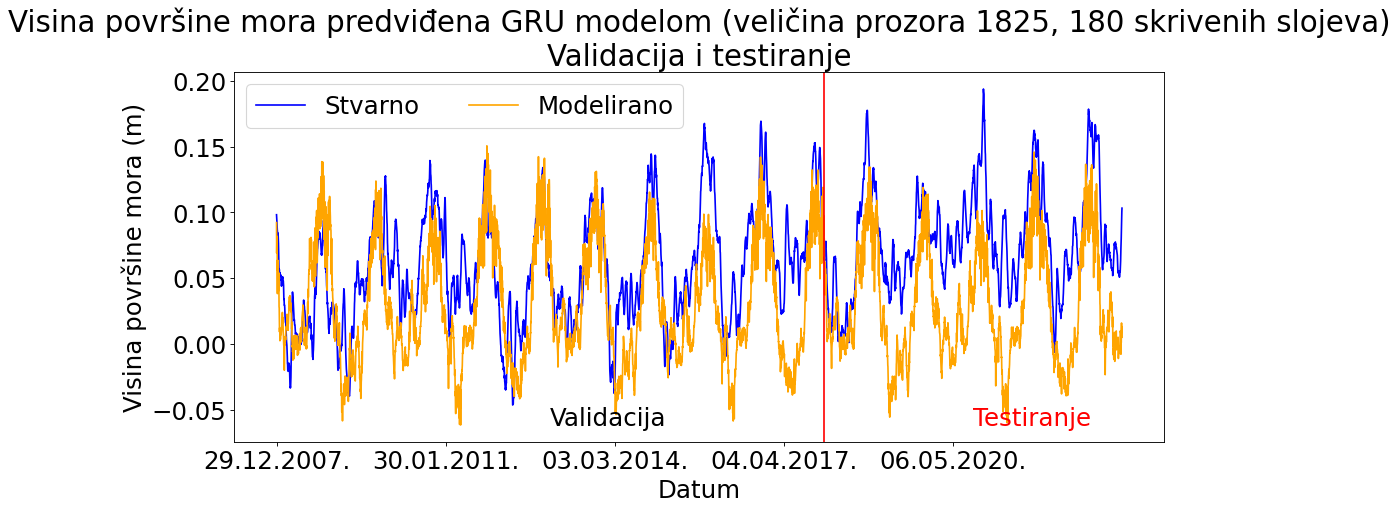 Visina površine mora predviđena GRU modelom (veličina prozora 1825, 180 skrivenih slojeva)
Validacija i testiranje
Stvarno
Modelirano
Visina površine mora (m)
0.20
0.15
0.10
0.05
0.00
−0.05
Validacija
Testiranje
29.12.2007.
30.01.2011.
03.03.2014.
04.04.2017.
06.05.2020.
Datum